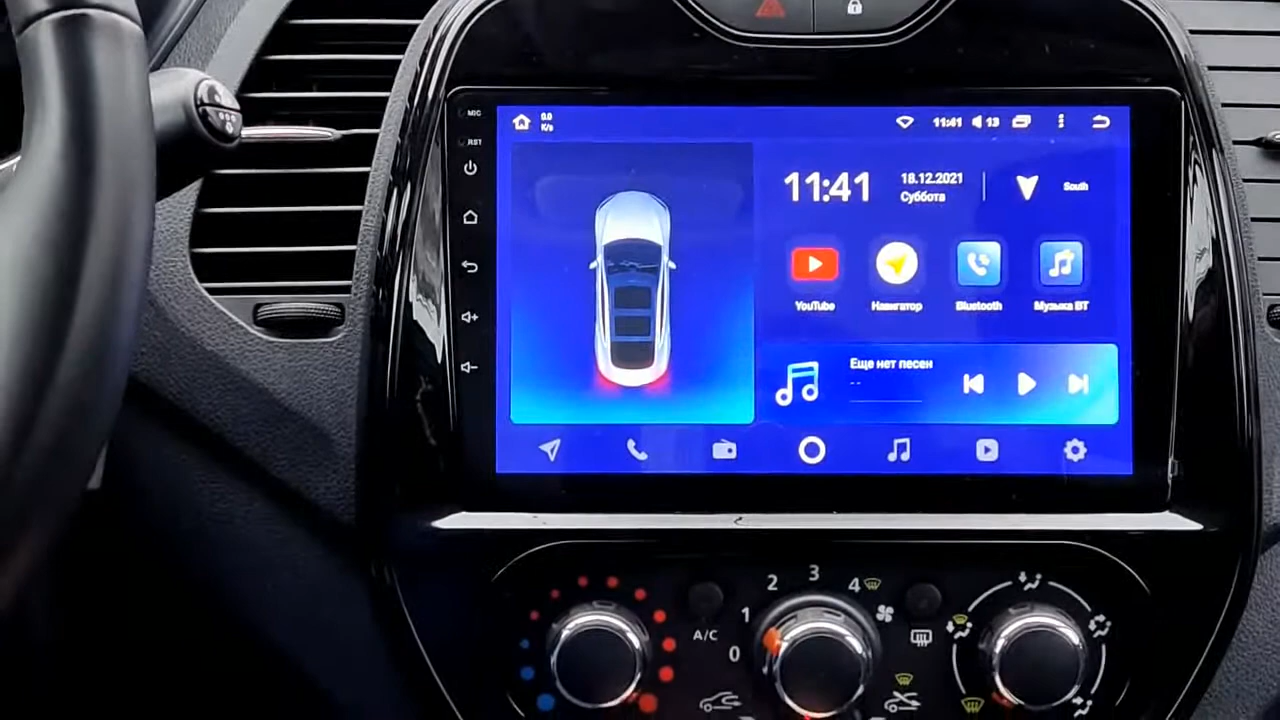 MIC
0.0
K/s
11:41 13
RST
11:41
18.12.2021
Суббота
South
YouTube
Навигатор
Bluetooth
Музыка BT
Еще нет песен
--
0
1
2
3
4
A/C